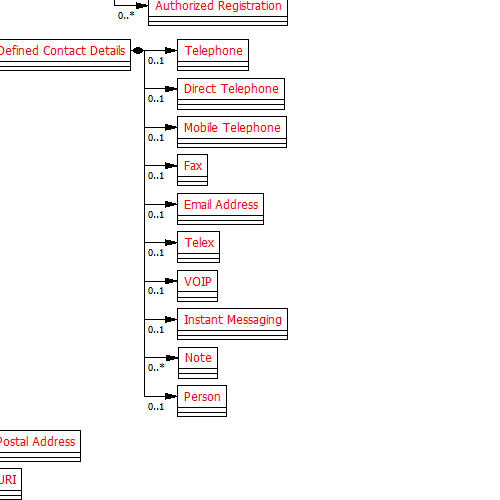 Authorized Registration
0..*
Defined Contact Details
Telephone
0..1
Direct Telephone
0..1
Mobile Telephone
0..1
Fax
0..1
Email Address
0..1
Telex
0..1
VOIP
0..1
Instant Messaging
0..1
Note
0..*
Person
0..1
Postal Address
URI